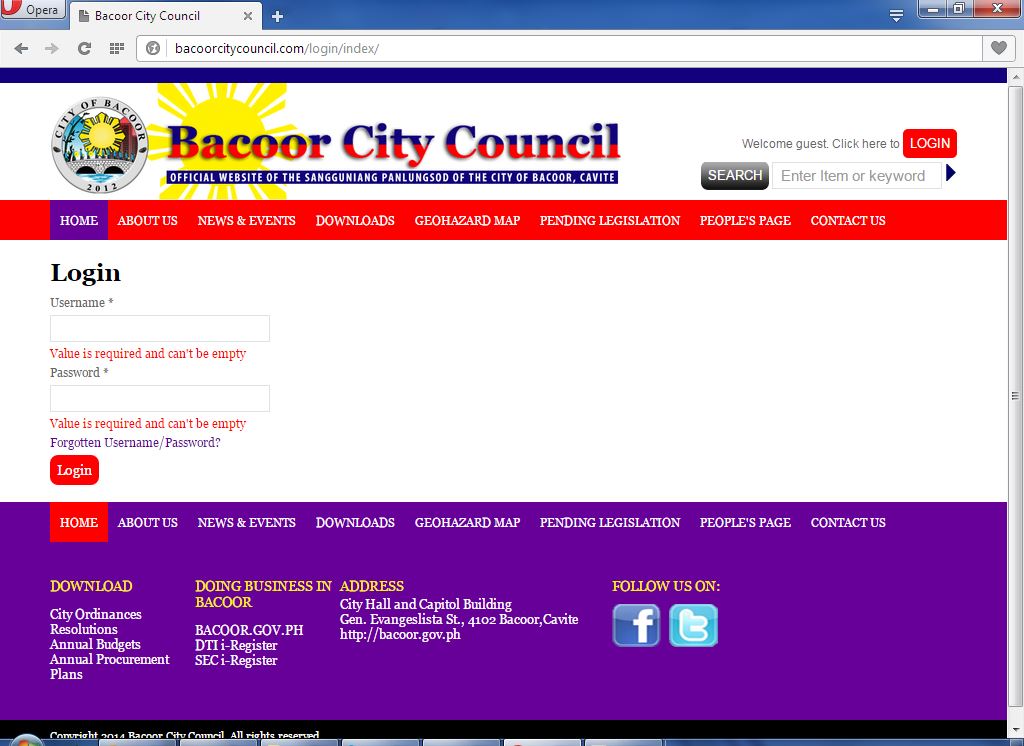 Opera
Bacoor City Council
bacoorcitycouncil.com/login/index/
CITY OF BACOOR
2012
Bacoor City Council
OFFICIAL WEBSITE OF THE SANGGUNIANG PANLUNGSOD OF THE CITY OF BACOOR, CAVITE
Welcome guest. Click here to LOGIN
SEARCH Enter Item or keyword
HOME ABOUT US NEWS & EVENTS DOWNLOADS GEOHAZARD MAP PENDING LEGISLATION PEOPLE'S PAGE CONTACT US
Login
Username *
Value is required and can't be empty
Password *
Value is required and can't be empty
Forgotten Username/Password?
Login
HOME ABOUT US NEWS & EVENTS DOWNLOADS GEOHAZARD MAP PENDING LEGISLATION PEOPLE'S PAGE CONTACT US
DOWNLOAD
City Ordinances
Resolutions
Annual Budgets
Annual Procurement
Plans
DOING BUSINESS IN
BACOOR
BACOOR.GOV.PH
DTI i-Register
SEC i-Register
ADDRESS
City Hall and Capitol Building
Gen. Evangeslista St., 4102 Bacoor,Cavite
http://bacoor.gov.ph
FOLLOW US ON:
Copyright 2014 Bacoor City Council. All rights reserved.